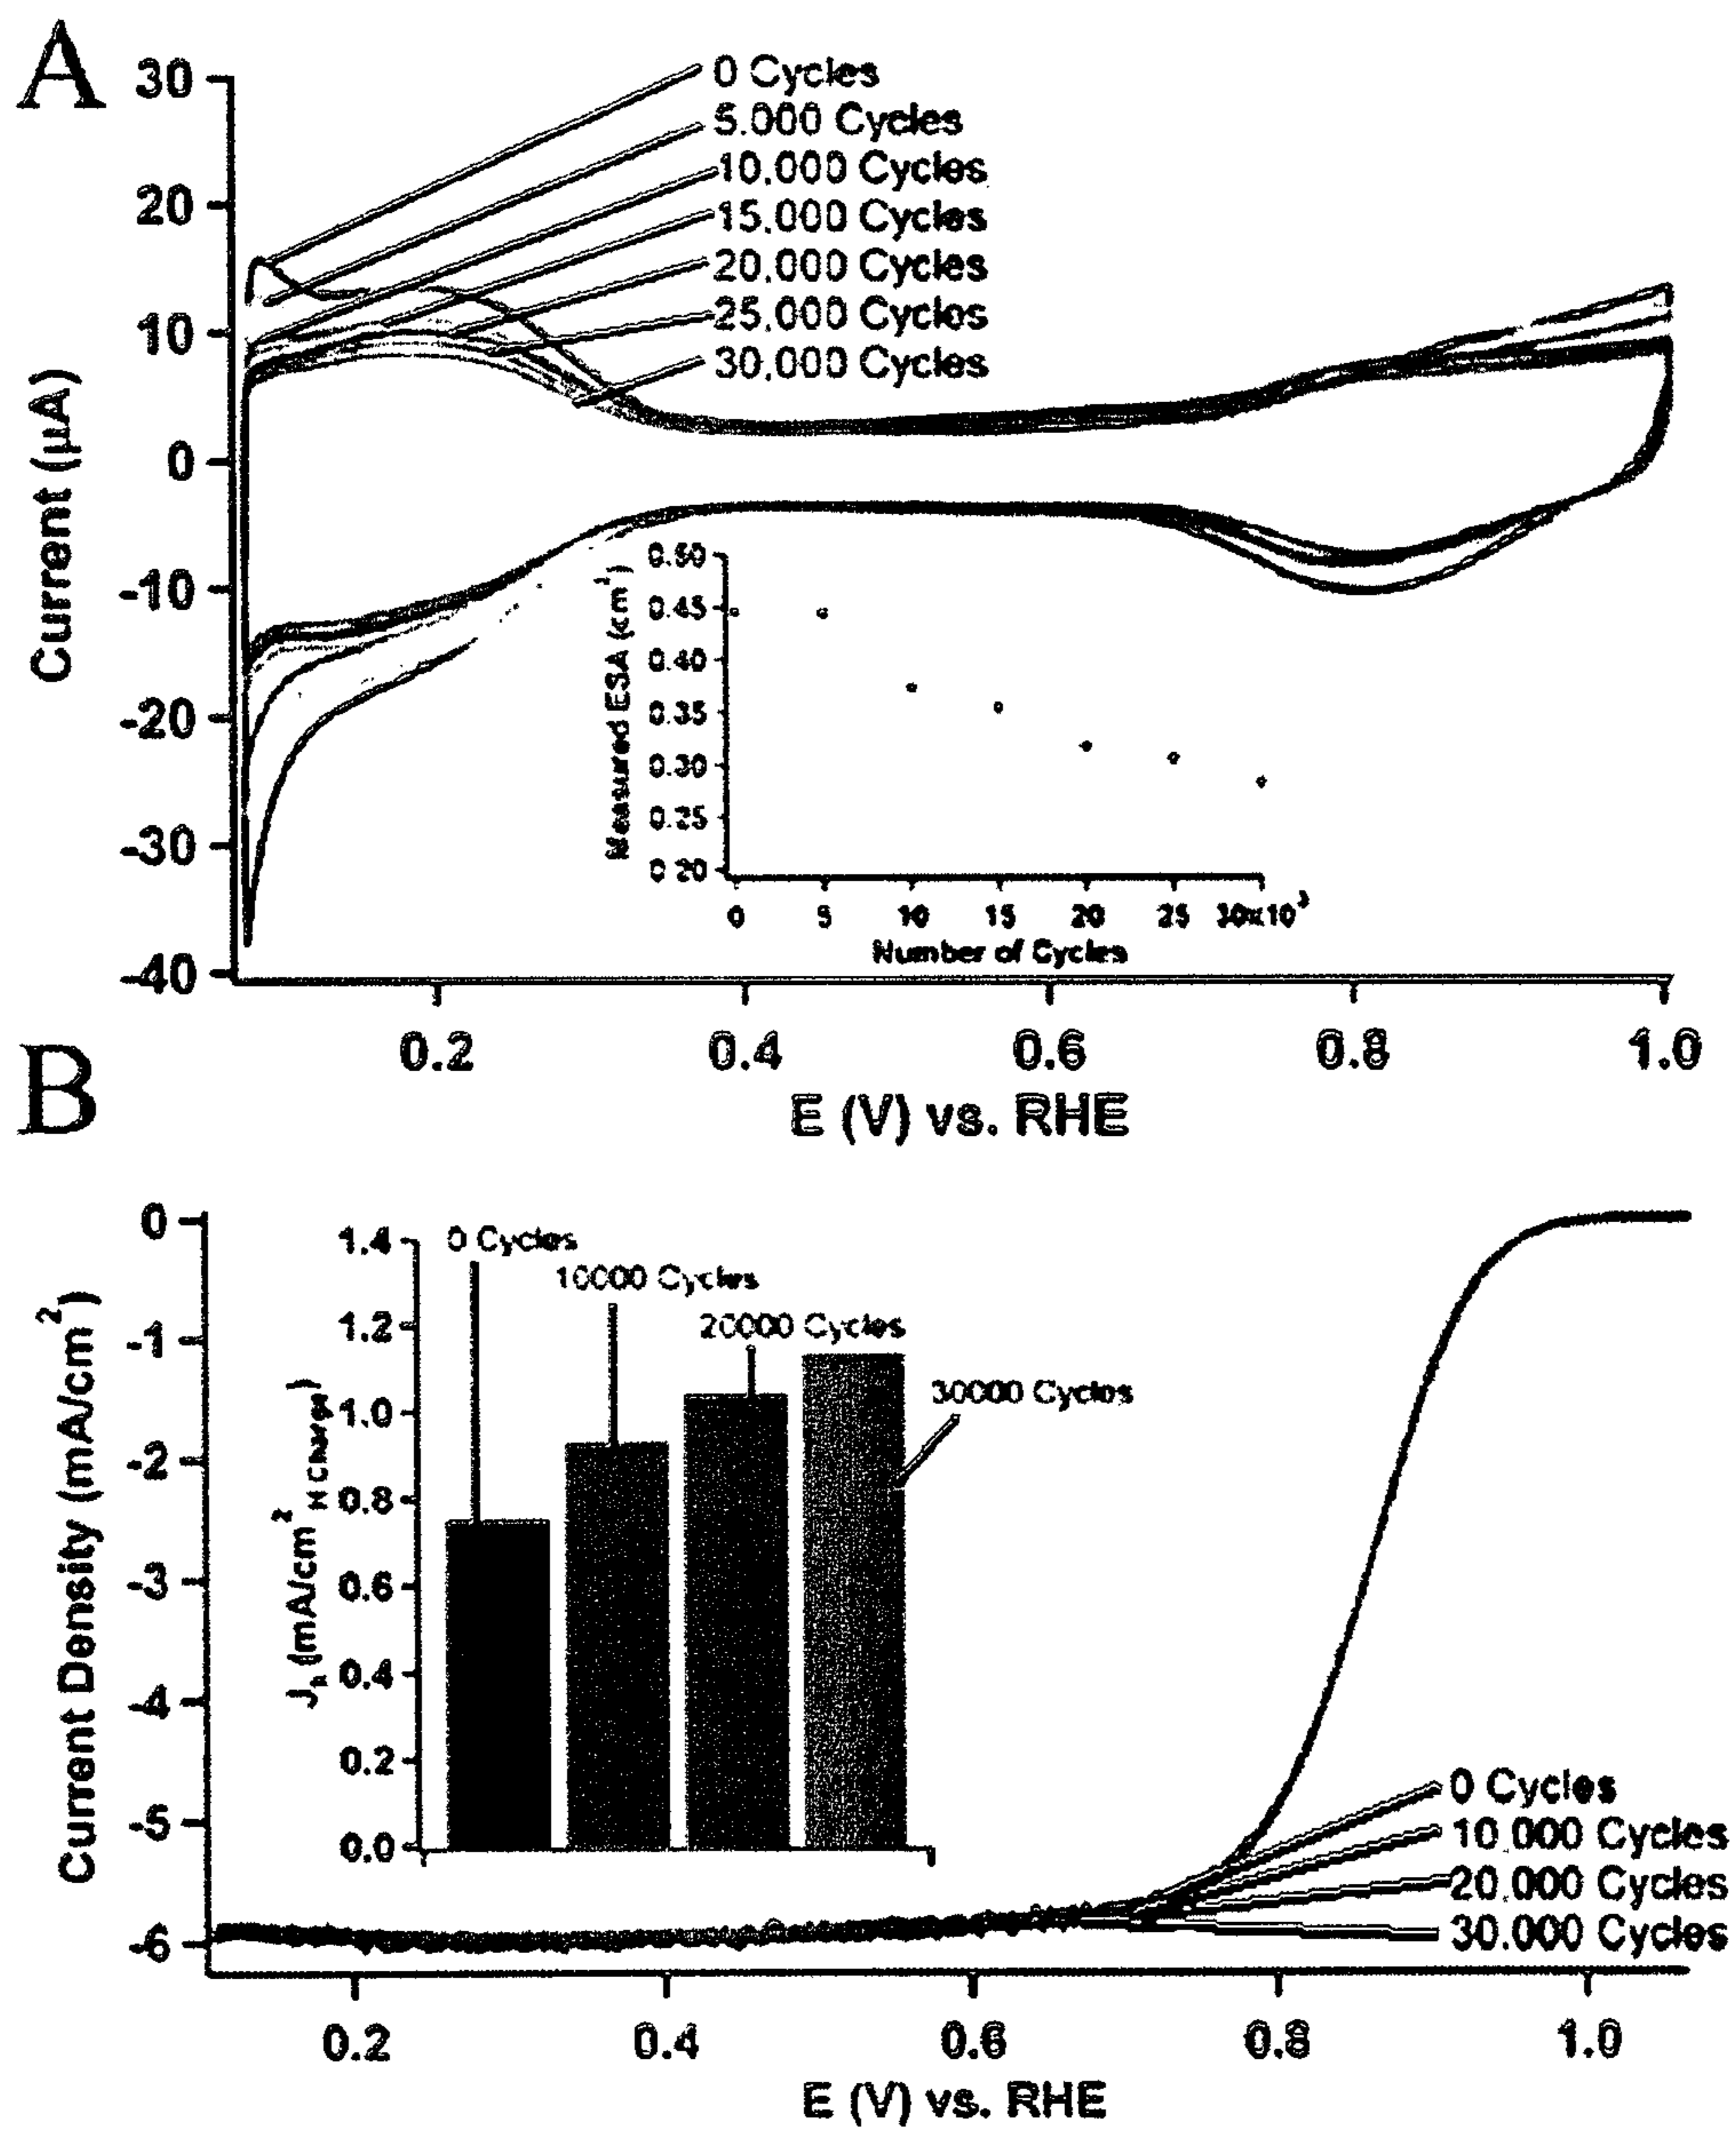 A
30
20
10
0
-10
-20
-30
-40
Current (µA)
0 Cycles
5.000 Cycles
10.000 Cycles
15.000 Cycles
20.000 Cycles
25.000 Cycles
30.000 Cycles
0.50
0.45
0.40
0.35
0.30
0.25
0.20
Measured ESA (cm²)
0 5 10 15 20 25 30x10³
Number of Cycles
0.2 0.4 0.6 0.8 1.0
E (V) vs. RHE
B
0
-1
-2
-3
-4
-5
-6
Current Density (mA/cm²)
1.4
1.2
1.0
0.8
0.6
0.4
0.2
0.0
Jk (mA/cm² H Charge)
0 Cycles
10000 Cycles
20000 Cycles
30000 Cycles
0 Cycles
10.000 Cycles
20.000 Cycles
30.000 Cycles
0.2 0.4 0.6 0.8 1.0
E (V) vs. RHE